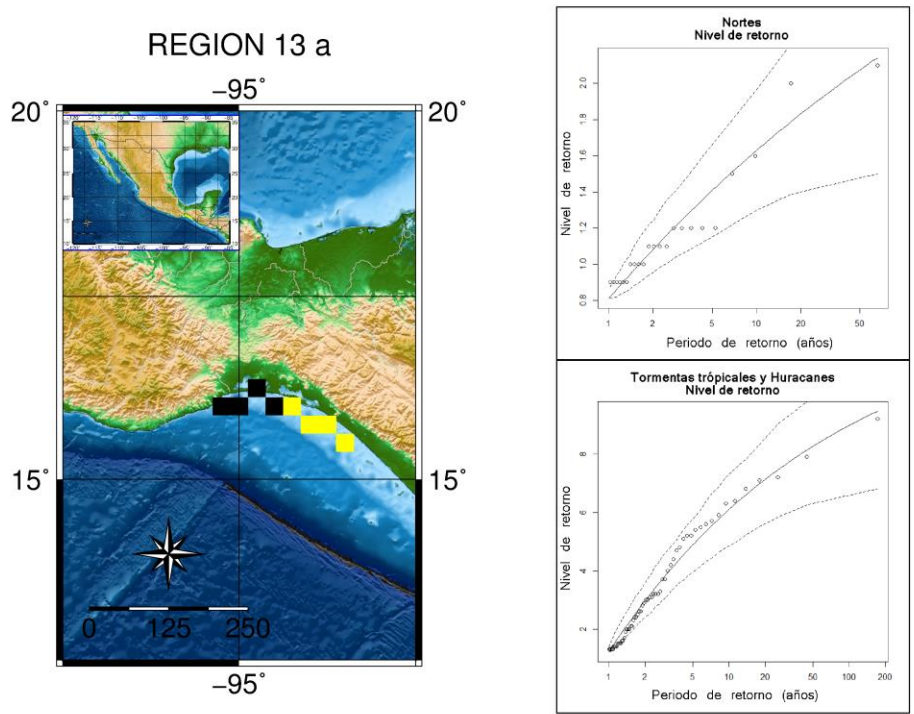 REGION 13 a
−95˚
20˚
20˚
15˚
15˚
0 125 250
−95˚
Nortes
Nivel de retorno
Nivel de retorno
2.0
1.8
1.6
1.4
1.2
1.0
0.8
1 2 5 10 20 50
Periodo de retorno (años)
Tormentas trópicales y Huracanes
Nivel de retorno
Nivel de retorno
8
6
4
2
1 2 5 10 20 50 100 200
Periodo de retorno (años)